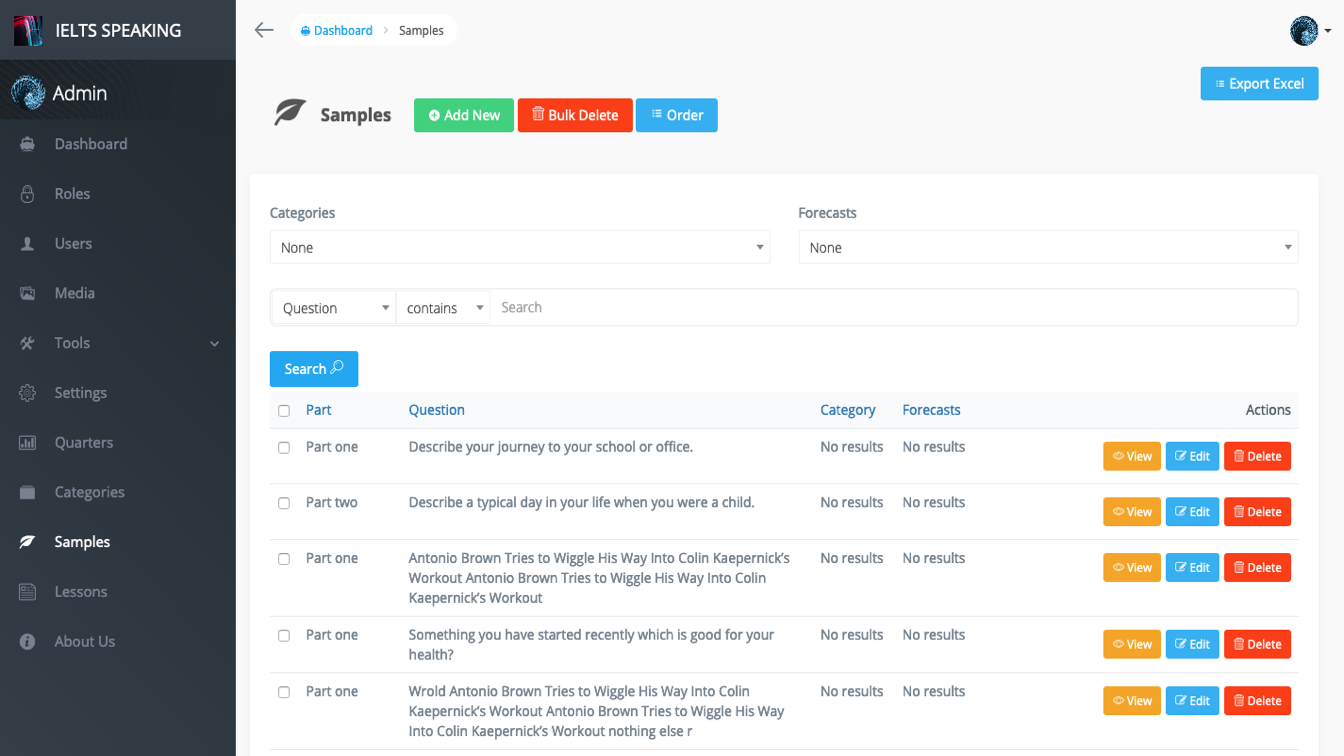 IELTS SPEAKING
Admin
Dashboard
Roles
Users
Media
Tools
Settings
Quarters
Categories
Samples
Lessons
About Us
Dashboard > Samples
Export Excel
Samples
Add New
Bulk Delete
Order
Categories
Forecasts
None
None
Question
contains
Search
Search
Part Question Category Forecasts Actions
Part one Describe your journey to your school or office. No results No results View Edit Delete
Part two Describe a typical day in your life when you were a child. No results No results View Edit Delete
Part one Antonio Brown Tries to Wiggle His Way Into Colin Kaepernick’s No results No results View Edit Delete
Workout Antonio Brown Tries to Wiggle His Way Into Colin
Kaepernick’s Workout
Part one Something you have started recently which is good for your No results No results View Edit Delete
health?
Part one Wrold Antonio Brown Tries to Wiggle His Way Into Colin No results No results View Edit Delete
Kaepernick’s Workout Antonio Brown Tries to Wiggle His Way
Into Colin Kaepernick’s Workout nothing else r